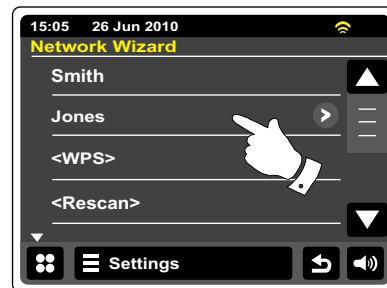 15:05 26 Jun 2010
Network Wizard
Smith
Jones
<WPS>
<Rescan>
Settings